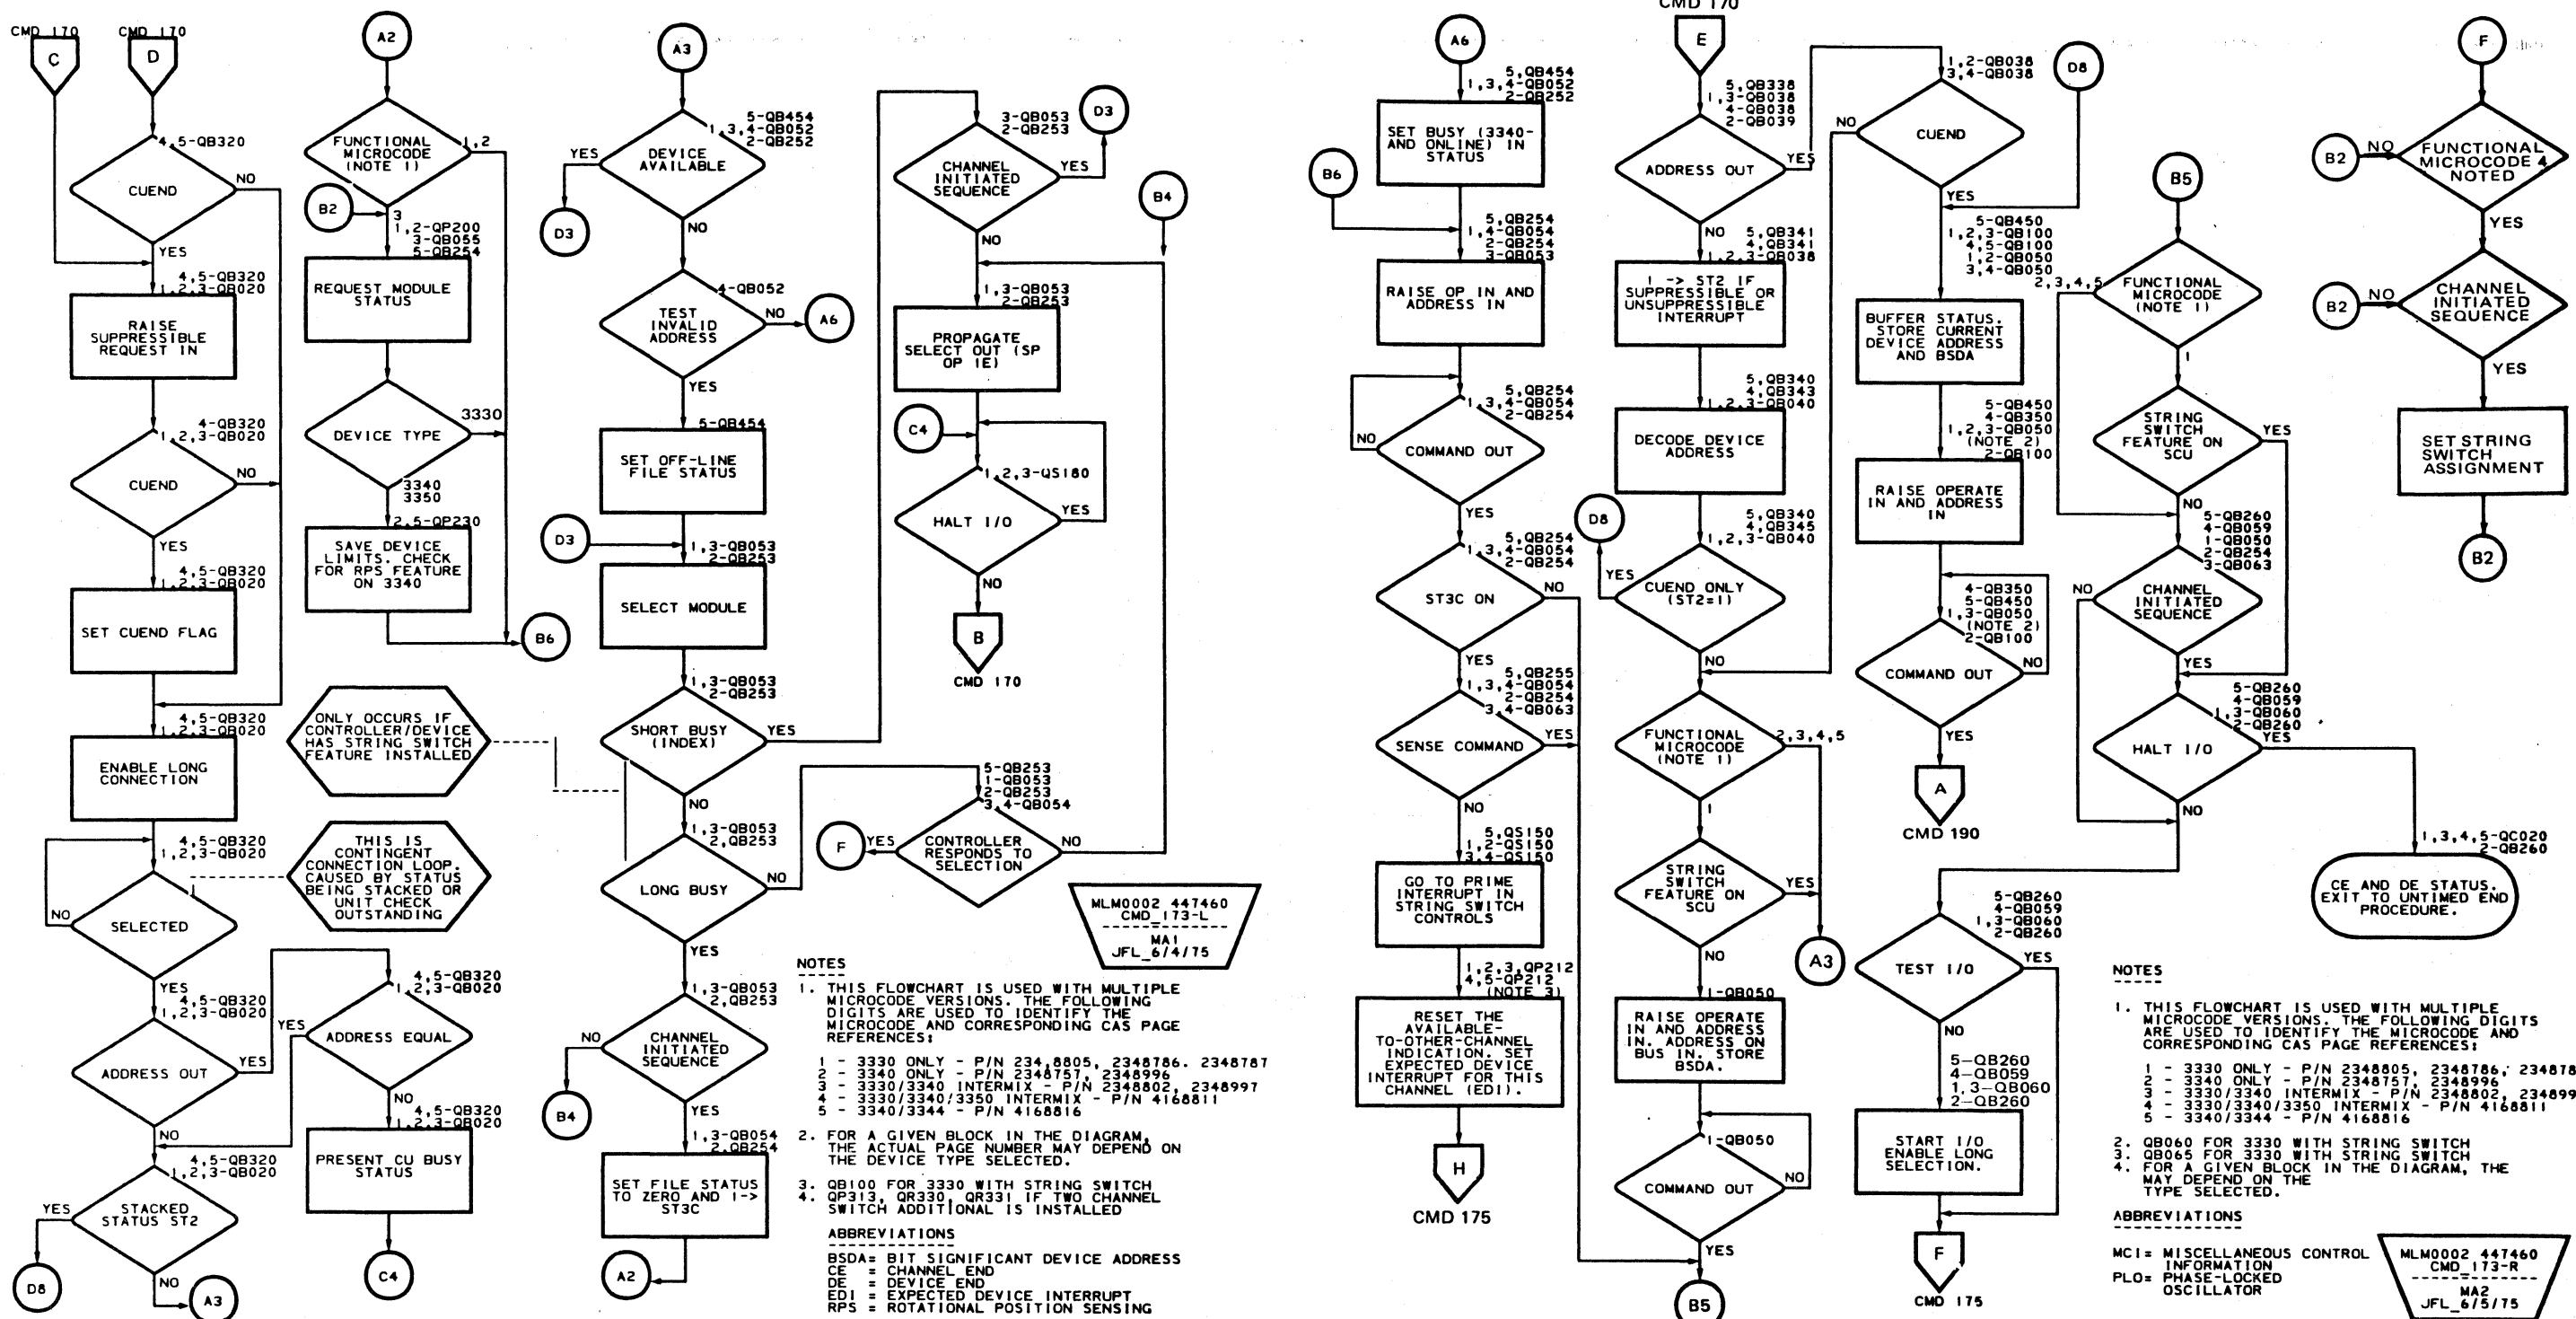 CMD 170
C
CMD 170
D
4,5-QB320
CUEND
NO
YES
4,5-QB320
1,2,3-QB020
RAISE
SUPPRESSIBLE
REQUEST IN
4-QB320
1,2,3-QB020
CUEND
NO
YES
4,5-QB320
1,2,3-QB020
SET CUEND FLAG
4,5-QB320
1,2,3-QB020
ENABLE LONG
CONNECTION
4,5-QB320
1,2,3-QB020
SELECTED
NO
YES
4,5-QB320
1,2,3-QB020
ADDRESS OUT
YES
NO
4,5-QB320
1,2,3-QB020
STACKED
STATUS ST2
YES
D8
NO
A3
A2
FUNCTIONAL
MICROCODE
(NOTE 1)
1,2
B2
3
1,2-QP200
3-QB055
5-QB254
REQUEST MODULE
STATUS
DEVICE TYPE
3330
3340
3350
2,5-QP230
SAVE DEVICE
LIMITS. CHECK
FOR RPS FEATURE
ON 3340
B6
ONLY OCCURS IF
CONTROLLER/DEVICE
HAS STRING SWITCH
FEATURE INSTALLED
THIS IS
CONTINGENT
CONNECTION LOOP.
CAUSED BY STATUS
BEING STACKED OR
UNIT CHECK
OUTSTANDING
4,5-QB320
1,2,3-QB020
ADDRESS EQUAL
YES
NO
4,5-QB320
1,2,3-QB020
PRESENT CU BUSY
STATUS
C4
A3
5-QB454
1,3,4-QB052
2-QB252
DEVICE
AVAILABLE
YES
D3
NO
4-QB052
TEST
INVALID
ADDRESS
NO
A6
YES
5-QB454
SET OFF-LINE
FILE STATUS
D3
1,3-QB053
2-QB253
SELECT MODULE
1,3-QB053
2-QB253
SHORT BUSY
(INDEX)
YES
NO
1,3-QB053
2,QB253
LONG BUSY
NO
YES
1,3-QB053
2,QB253
CHANNEL
INITIATED
SEQUENCE
NO
B4
YES
1,3-QB054
2,QB254
SET FILE STATUS
TO ZERO AND 1->
ST3C
A2
3-QB053
2-QB253
CHANNEL
INITIATED
SEQUENCE
YES
D3
NO
B4
1,3-QB053
2-QB253
PROPAGATE
SELECT OUT (SP
OP 1E)
C4
1,2,3-QS180
HALT I/O
YES
NO
B
CMD 170
5-QB253
1-QB053
2-QB253
3,4-QB054
CONTROLLER
RESPONDS TO
SELECTION
YES
F
NO
MLM0002 447460
CMD_173-L
MA1
JFL_6/4/75
NOTES
1. THIS FLOWCHART IS USED WITH MULTIPLE
MICROCODE VERSIONS. THE FOLLOWING
DIGITS ARE USED TO IDENTIFY THE
MICROCODE AND CORRESPONDING CAS PAGE
REFERENCES:
1 - 3330 ONLY - P/N 234,8805, 2348786. 2348787
2 - 3340 ONLY - P/N 2348757, 2348996
3 - 3330/3340 INTERMIX - P/N 2348802, 2348997
4 - 3330/3340/3350 INTERMIX - P/N 4168811
5 - 3340/3344 - P/N 4168816
2. FOR A GIVEN BLOCK IN THE DIAGRAM,
THE ACTUAL PAGE NUMBER MAY DEPEND ON
THE DEVICE TYPE SELECTED.
3. QB100 FOR 3330 WITH STRING SWITCH
4. QP313, QR330, QR331 IF TWO CHANNEL
SWITCH ADDITIONAL IS INSTALLED
ABBREVIATIONS
BSDA= BIT SIGNIFICANT DEVICE ADDRESS
CE = CHANNEL END
DE = DEVICE END
EDI = EXPECTED DEVICE INTERRUPT
RPS = ROTATIONAL POSITION SENSING
A6
5,QB454
1,3,4-QB052
2-QB252
SET BUSY (3340-
AND ONLINE) IN
STATUS
B6
5,QB254
1,4-QB054
2-QB254
3-QB053
RAISE OP IN AND
ADDRESS IN
5,QB254
1,3,4-QB054
2-QB254
COMMAND OUT
NO
YES
5,QB254
1,3,4-QB054
2-QB254
ST3C ON
NO
YES
5,QB255
1,3,4-QB054
2-QB254
3,4-QB063
SENSE COMMAND
YES
NO
5,QS150
1,2-QS150
3,4-QS150
GO TO PRIME
INTERRUPT IN
STRING SWITCH
CONTROLS
1,2,3,QP212
4,5-QP212
(NOTE 3)
RESET THE
AVAILABLE-
TO-OTHER-CHANNEL
INDICATION. SET
EXPECTED DEVICE
INTERRUPT FOR THIS
CHANNEL (EDI).
H
CMD 175
CMD 170
E
5,QB338
1,3-QB038
4-QB038
2-QB039
ADDRESS OUT
YES
NO
5,QB341
4,QB341
1,2,3-QB038
1 -> ST2 IF
SUPPRESSIBLE OR
UNSUPPRESSIBLE
INTERRUPT
5,QB340
4,QB343
1,2,3-QB040
DECODE DEVICE
ADDRESS
D8
5,QB340
4,QB345
1,2,3-QB040
YES
CUEND ONLY
(ST2=1)
NO
FUNCTIONAL
MICROCODE
(NOTE 1)
2,3,4,5
1
STRING
SWITCH
FEATURE ON
SCU
YES
A3
NO
1-QB050
RAISE OPERATE
IN AND ADDRESS
IN. ADDRESS ON
BUS IN. STORE
BSDA.
1-QB050
COMMAND OUT
NO
YES
B5
1,2-QB038
3,4-QB038
D8
NO
CUEND
YES
5-QB450
1,2,3-QB100
4,5-QB100
1,2-QB050
3,4-QB050
BUFFER STATUS.
STORE CURRENT
DEVICE ADDRESS
AND BSDA
5-QB450
4-QB350
1,2,3-QB050
(NOTE 2)
2-QB100
RAISE OPERATE
IN AND ADDRESS
IN
4-QB350
5-QB450
1,3-QB050
(NOTE 2)
2-QB100
COMMAND OUT
NO
YES
A
CMD 190
B5
2,3,4,5
FUNCTIONAL
MICROCODE
(NOTE 1)
1
STRING
SWITCH
FEATURE ON
SCU
YES
NO
5-QB260
4-QB059
1-QB050
2-QB254
3-QB063
NO
CHANNEL
INITIATED
SEQUENCE
YES
5-QB260
4-QB059
1,3-QB060
2-QB260
HALT I/O
YES
NO
1,3,4,5-QC020
2-QB260
CE AND DE STATUS.
EXIT TO UNTIMED END
PROCEDURE.
5-QB260
4-QB059
1,3-QB060
2-QB260
TEST I/O
YES
NO
5-QB260
4-QB059
1,3-QB060
2-QB260
START I/O
ENABLE LONG
SELECTION.
F
CMD 175
F
B2
NO
FUNCTIONAL
MICROCODE 4
NOTED
YES
B2
NO
CHANNEL
INITIATED
SEQUENCE
YES
SET STRING
SWITCH
ASSIGNMENT
B2
NOTES
1. THIS FLOWCHART IS USED WITH MULTIPLE
MICROCODE VERSIONS. THE FOLLOWING DIGITS
ARE USED TO IDENTIFY THE MICROCODE AND
CORRESPONDING CAS PAGE REFERENCES:
1 - 3330 ONLY - P/N 2348805, 2348786, 234878
2 - 3340 ONLY - P/N 2348757, 2348996
3 - 3330/3340 INTERMIX - P/N 2348802, 234899
4 - 3330/3340/3350 INTERMIX - P/N 4168811
5 - 3340/3344 - P/N 4168816
2. QB060 FOR 3330 WITH STRING SWITCH
3. QB065 FOR 3330 WITH STRING SWITCH
4. FOR A GIVEN BLOCK IN THE DIAGRAM, THE
MAY DEPEND ON THE
TYPE SELECTED.
ABBREVIATIONS
MCI= MISCELLANEOUS CONTROL
INFORMATION
PLO= PHASE-LOCKED
OSCILLATOR
MLM0002 447460
CMD_173-R
MA2
JFL_6/5/75